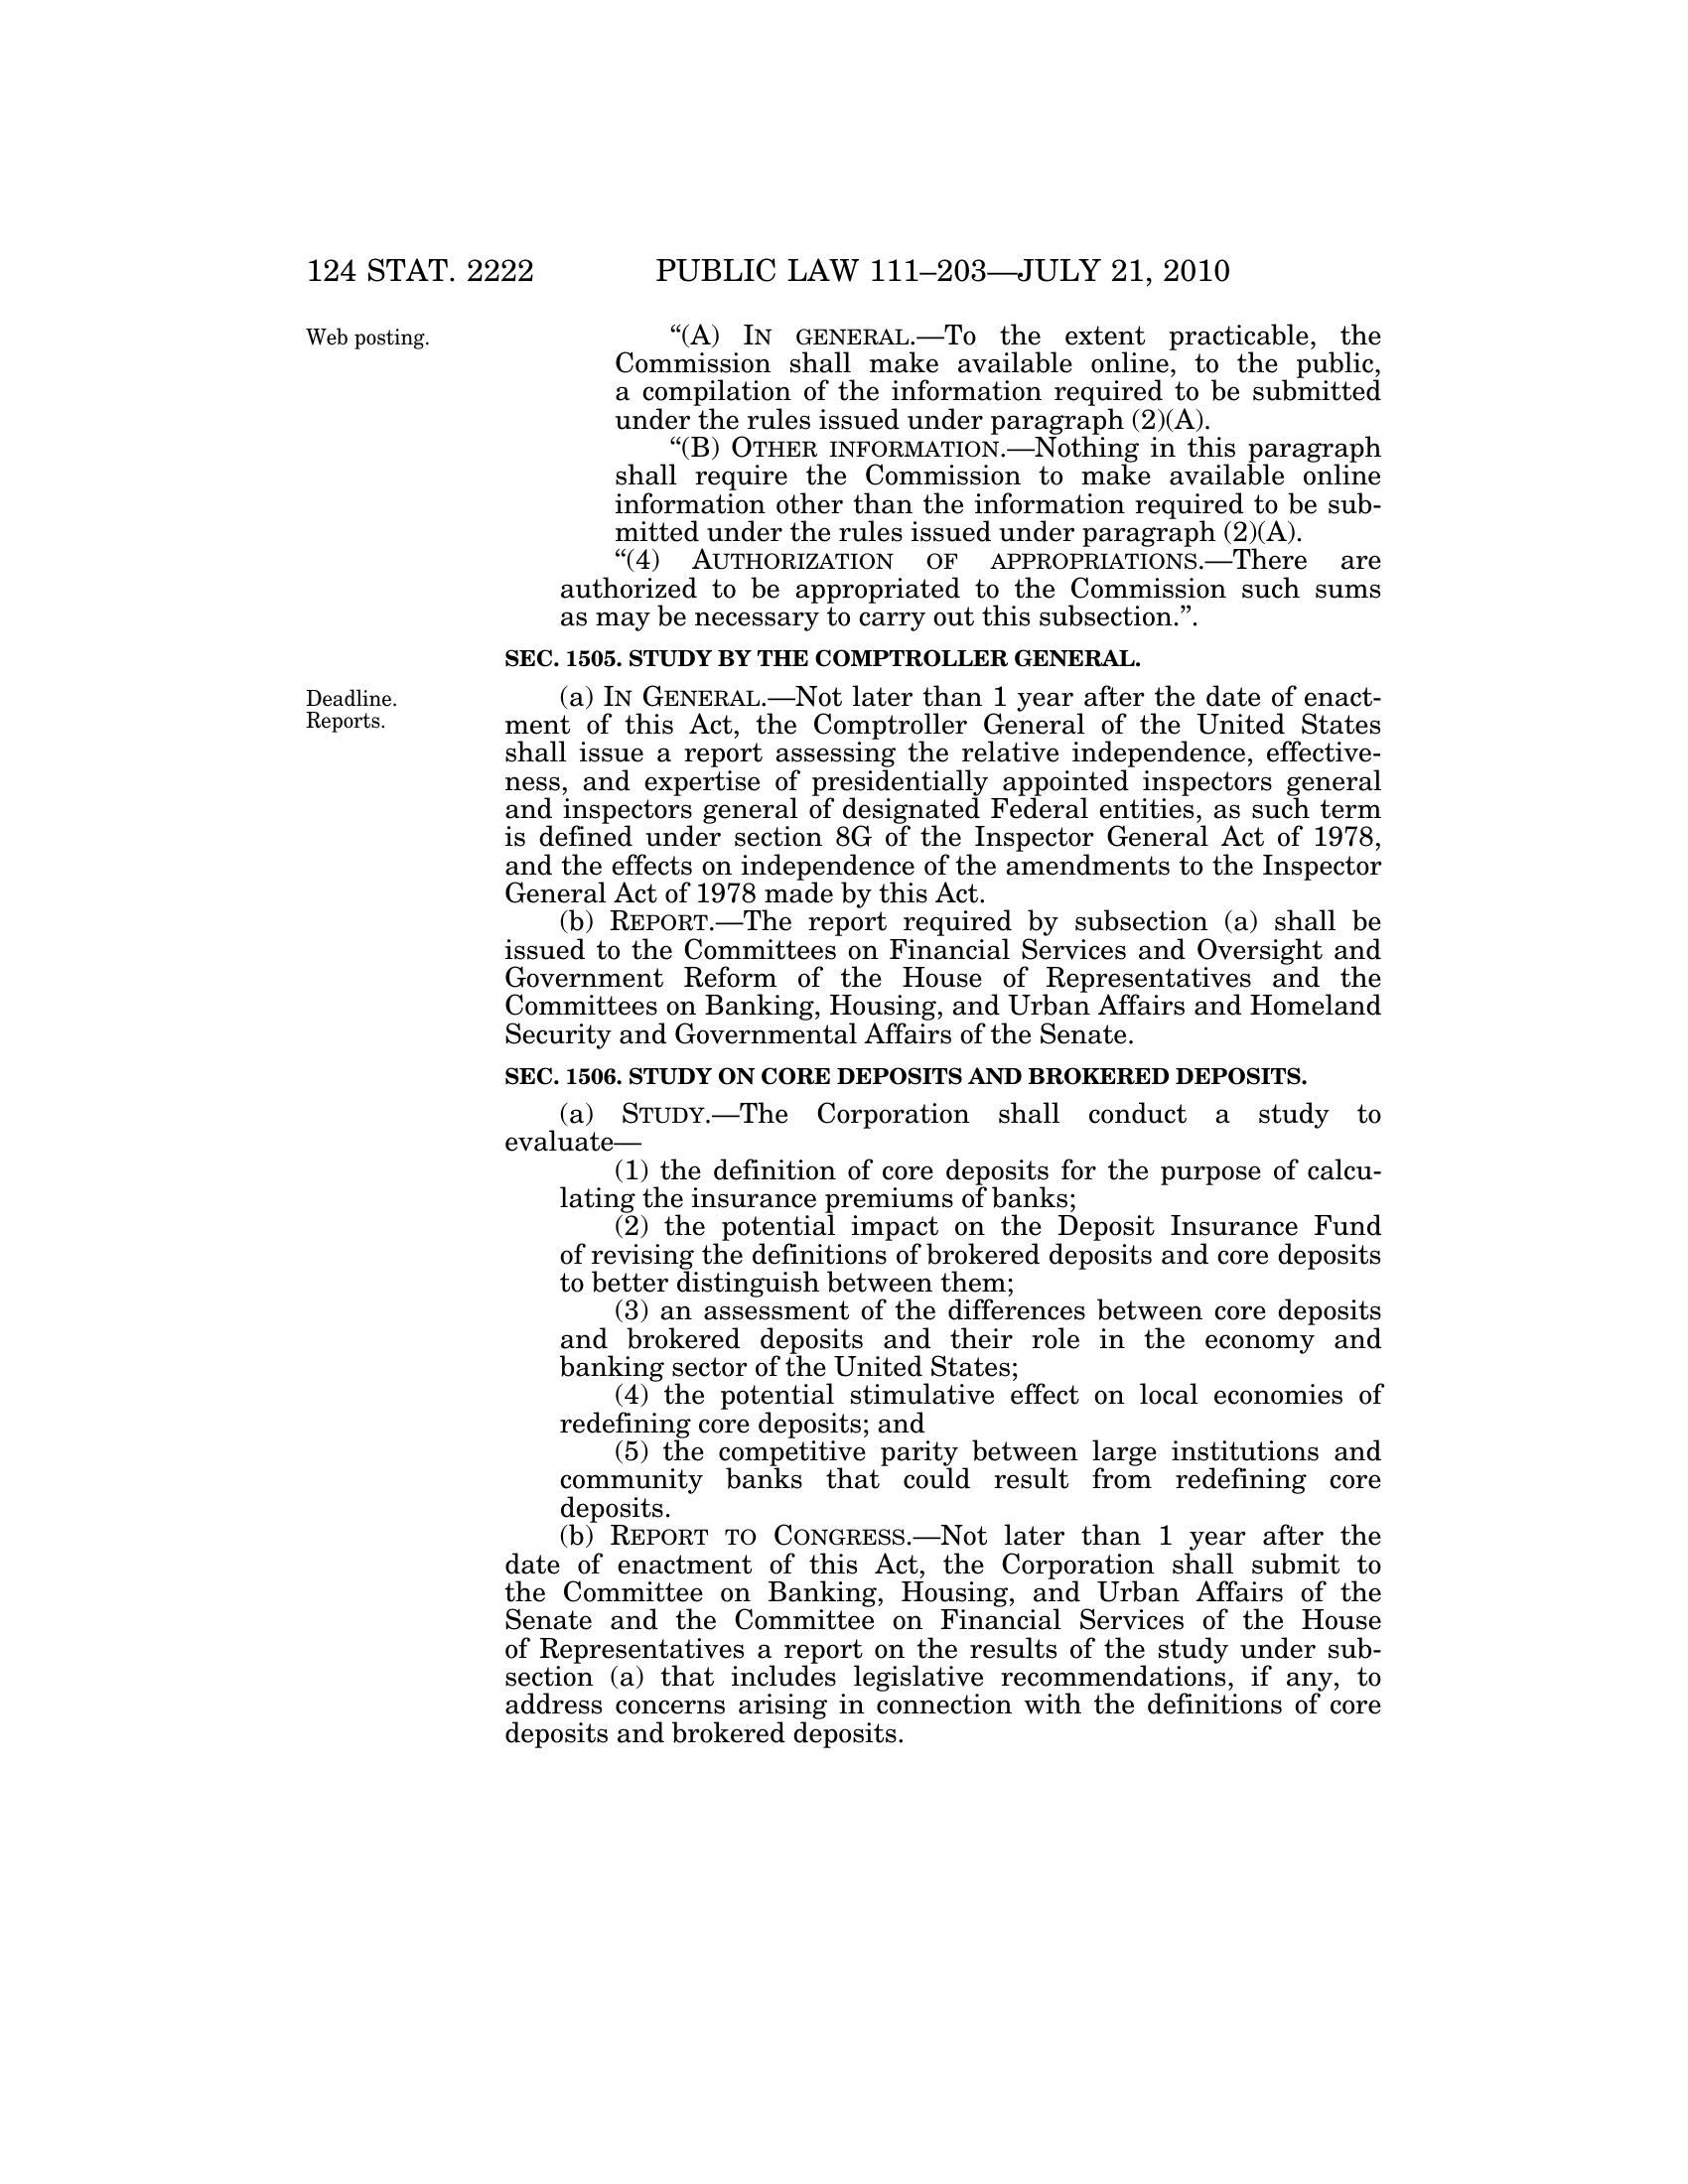 124 STAT. 2222 PUBLIC LAW 111–203—JULY 21, 2010
Web posting.
“(A) IN GENERAL.—To the extent practicable, the
Commission shall make available online, to the public,
a compilation of the information required to be submitted
under the rules issued under paragraph (2)(A).
“(B) OTHER INFORMATION.—Nothing in this paragraph
shall require the Commission to make available online
information other than the information required to be sub-
mitted under the rules issued under paragraph (2)(A).
“(4) AUTHORIZATION OF APPROPRIATIONS.—There are
authorized to be appropriated to the Commission such sums
as may be necessary to carry out this subsection.”.
SEC. 1505. STUDY BY THE COMPTROLLER GENERAL.
Deadline.
Reports.
(a) IN GENERAL.—Not later than 1 year after the date of enact-
ment of this Act, the Comptroller General of the United States
shall issue a report assessing the relative independence, effective-
ness, and expertise of presidentially appointed inspectors general
and inspectors general of designated Federal entities, as such term
is defined under section 8G of the Inspector General Act of 1978,
and the effects on independence of the amendments to the Inspector
General Act of 1978 made by this Act.
(b) REPORT.—The report required by subsection (a) shall be
issued to the Committees on Financial Services and Oversight and
Government Reform of the House of Representatives and the
Committees on Banking, Housing, and Urban Affairs and Homeland
Security and Governmental Affairs of the Senate.
SEC. 1506. STUDY ON CORE DEPOSITS AND BROKERED DEPOSITS.
(a) STUDY.—The Corporation shall conduct a study to
evaluate—
(1) the definition of core deposits for the purpose of calcu-
lating the insurance premiums of banks;
(2) the potential impact on the Deposit Insurance Fund
of revising the definitions of brokered deposits and core deposits
to better distinguish between them;
(3) an assessment of the differences between core deposits
and brokered deposits and their role in the economy and
banking sector of the United States;
(4) the potential stimulative effect on local economies of
redefining core deposits; and
(5) the competitive parity between large institutions and
community banks that could result from redefining core
deposits.
(b) REPORT TO CONGRESS.—Not later than 1 year after the
date of enactment of this Act, the Corporation shall submit to
the Committee on Banking, Housing, and Urban Affairs of the
Senate and the Committee on Financial Services of the House
of Representatives a report on the results of the study under sub-
section (a) that includes legislative recommendations, if any, to
address concerns arising in connection with the definitions of core
deposits and brokered deposits.